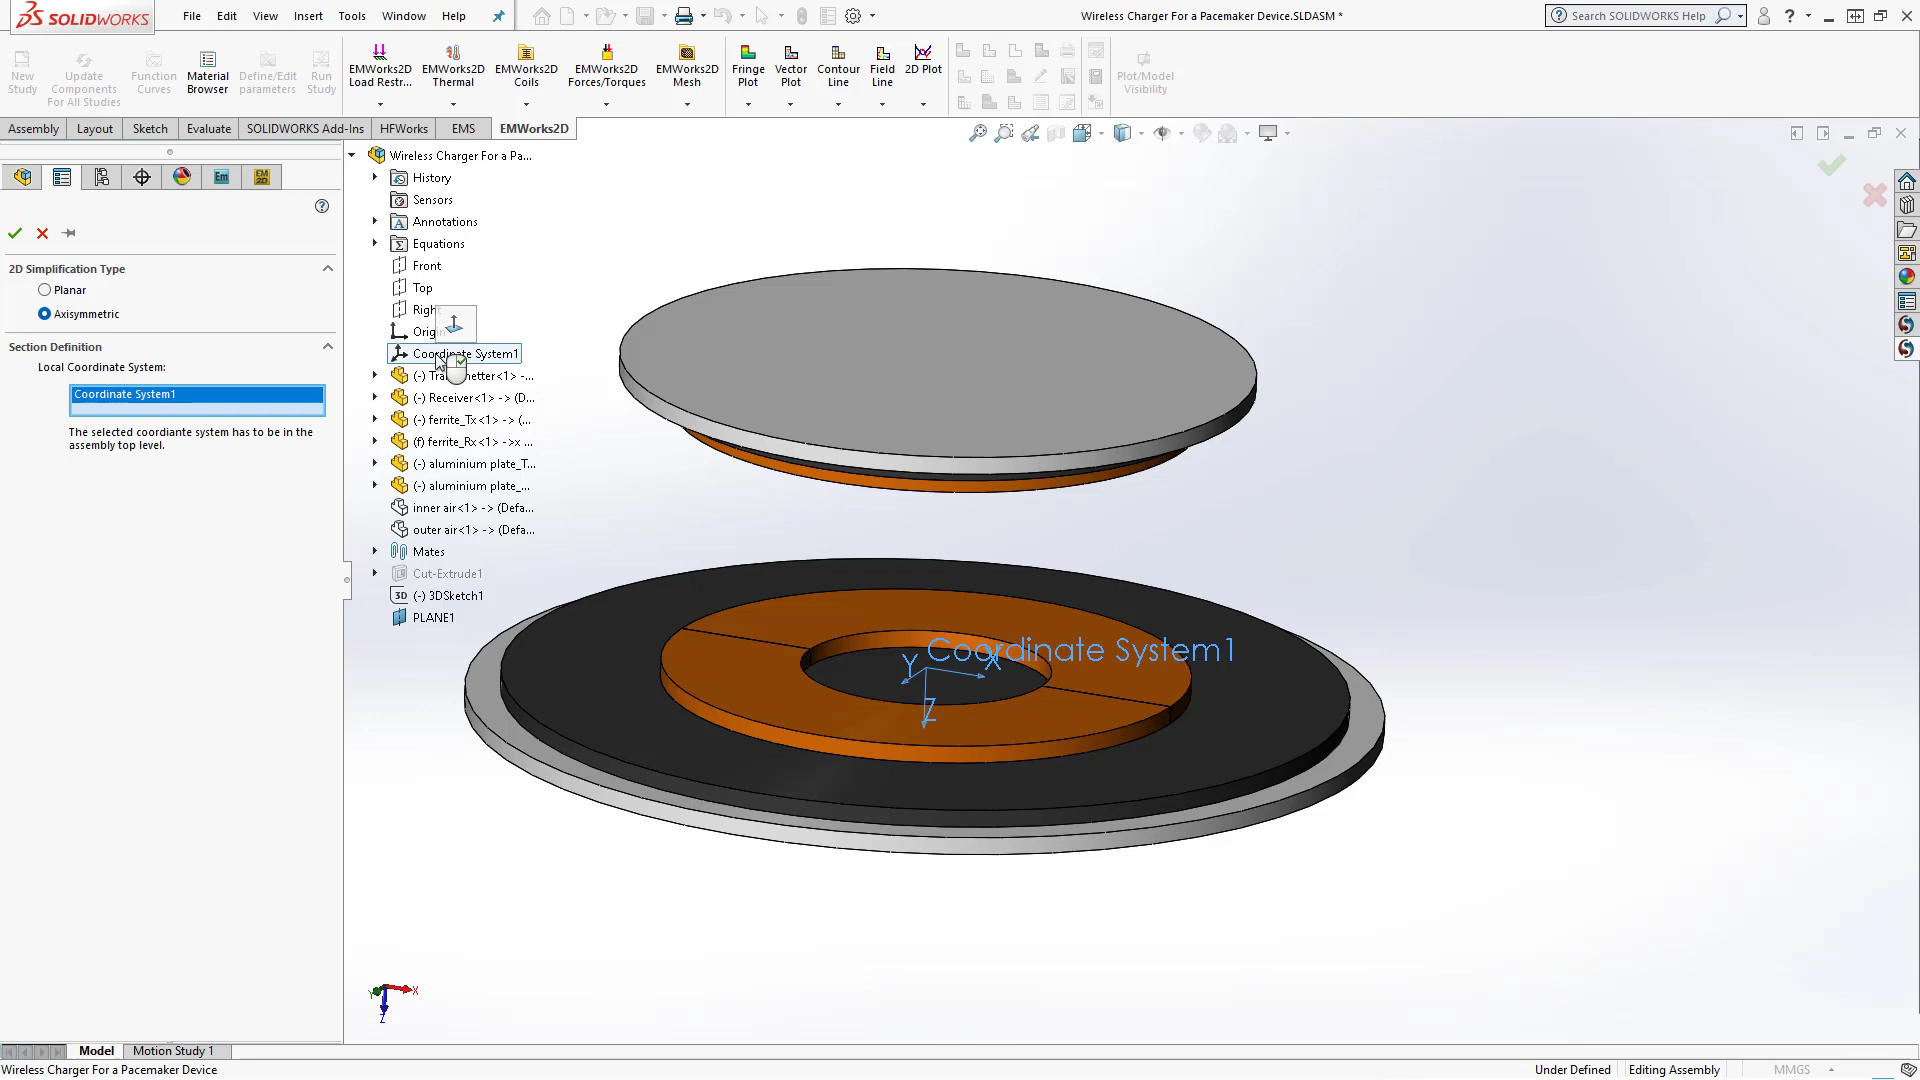 SOLIDWORKS
File
Edit
View
Insert
Tools
Window
Help
Wireless Charger For a Pacemaker Device.SLDASM *
Search SOLIDWORKS Help
New
Study
Update
Components
For All Studies
Function
Curves
Material
Browser
Define/Edit
parameters
Run
Study
EMWorks2D
Load Restr...
EMWorks2D
Thermal
EMWorks2D
Coils
EMWorks2D
Forces/Torques
EMWorks2D
Mesh
Fringe
Plot
Vector
Plot
Contour
Line
Field
Line
2D Plot
Plot/Model
Visibility
Assembly
Layout
Sketch
Evaluate
SOLIDWORKS Add-Ins
HFWorks
EMS
EMWorks2D
2D Simplification Type
Planar
Axisymmetric
Section Definition
Local Coordinate System:
Coordinate System1
The selected coordiante system has to be in the
assembly top level.
Wireless Charger For a Pa...
History
Sensors
Annotations
Equations
Front
Top
Right
Origi
Coordinate System1
(-) Tra metter<1> -...
(-) Receiver<1> -> (D...
(-) ferrite_Tx<1> -> (...
(f) ferrite_Rx<1> ->x ...
(-) aluminium plate_T...
(-) aluminium plate_...
inner air<1> -> (Defa...
outer air<1> -> (Defa...
Mates
Cut-Extrude1
3D (-) 3DSketch1
PLANE1
Coordinate System1
Y
X
Z
Y
X
Z
Model
Motion Study 1
Wireless Charger For a Pacemaker Device
Under Defined
Editing Assembly
MMGS